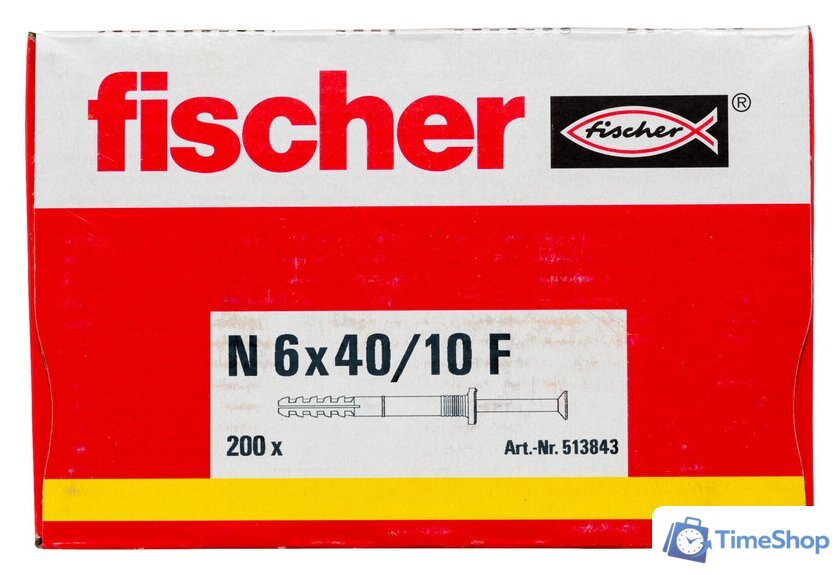 fischer
fischer ®
N 6x40/10 F
200 x
Art.-Nr. 513843
TimeShop